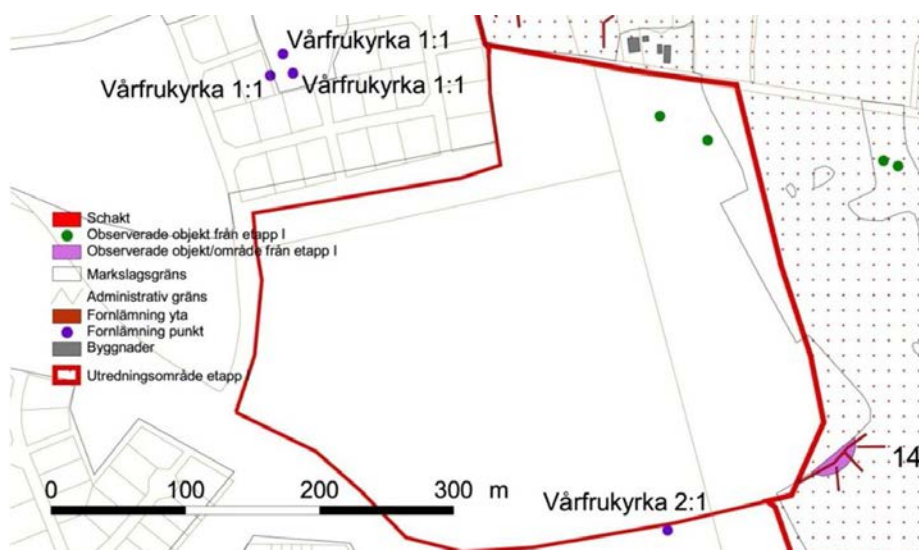 Vårfrukyrka 1:1
Vårfrukyrka 1:1
Vårfrukyrka 1:1
Schakt
Observerade objekt från etapp I
Observerade objekt/område från etapp I
Markslagsgräns
Administrativ gräns
Fornlämning yta
Fornlämning punkt
Byggnader
Utredningsområde etapp I
14
0 100 200 300 m
Vårfrukyrka 2:1